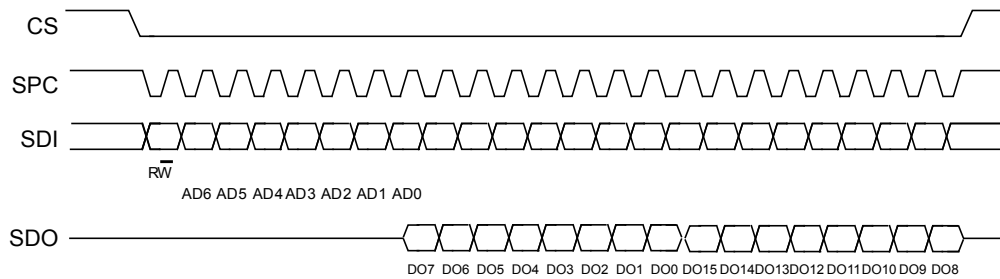 CS
SPC
SDI
RW
AD6 AD5 AD4 AD3 AD2 AD1 AD0
SDO
DO7 DO6 DO5 DO4 DO3 DO2 DO1 DO0 DO15 DO14 DO13 DO12 DO11 DO10 DO9 DO8